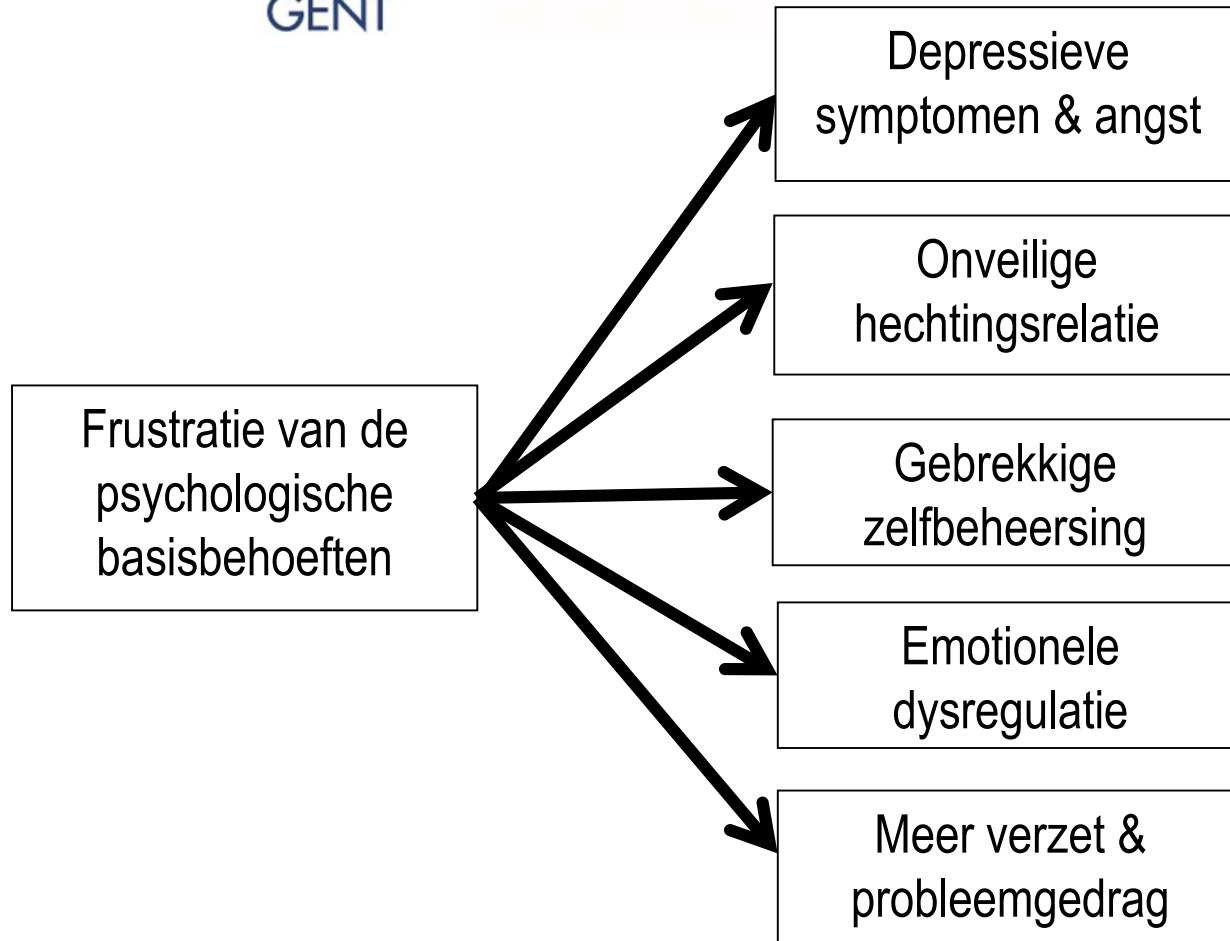 GENT
Depressieve
symptomen & angst
Onveilige
hechtingsrelatie
Frustratie van de
psychologische
basisbehoeften
Gebrekkige
zelfbeheersing
Emotionele
dysregulatie
Meer verzet &
probleemgedrag